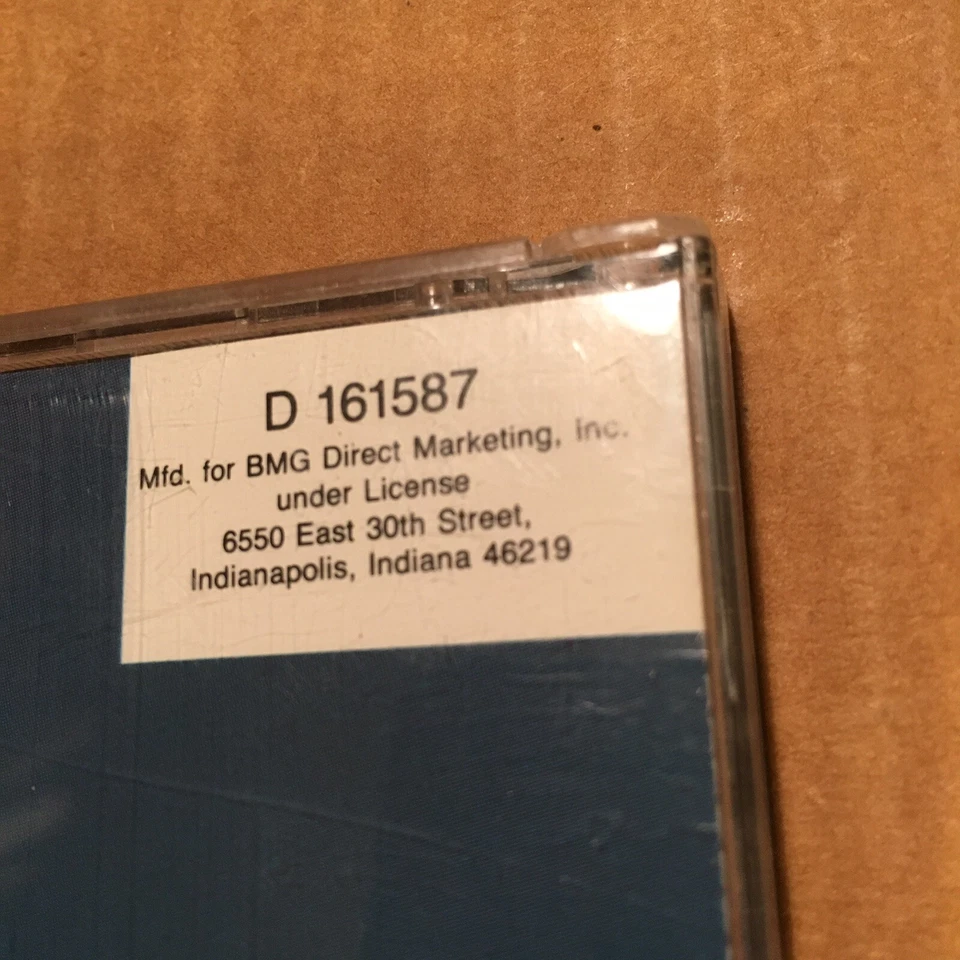 D 161587
Mfd. for BMG Direct Marketing, Inc.
under License
6550 East 30th Street,
Indianapolis, Indiana 46219